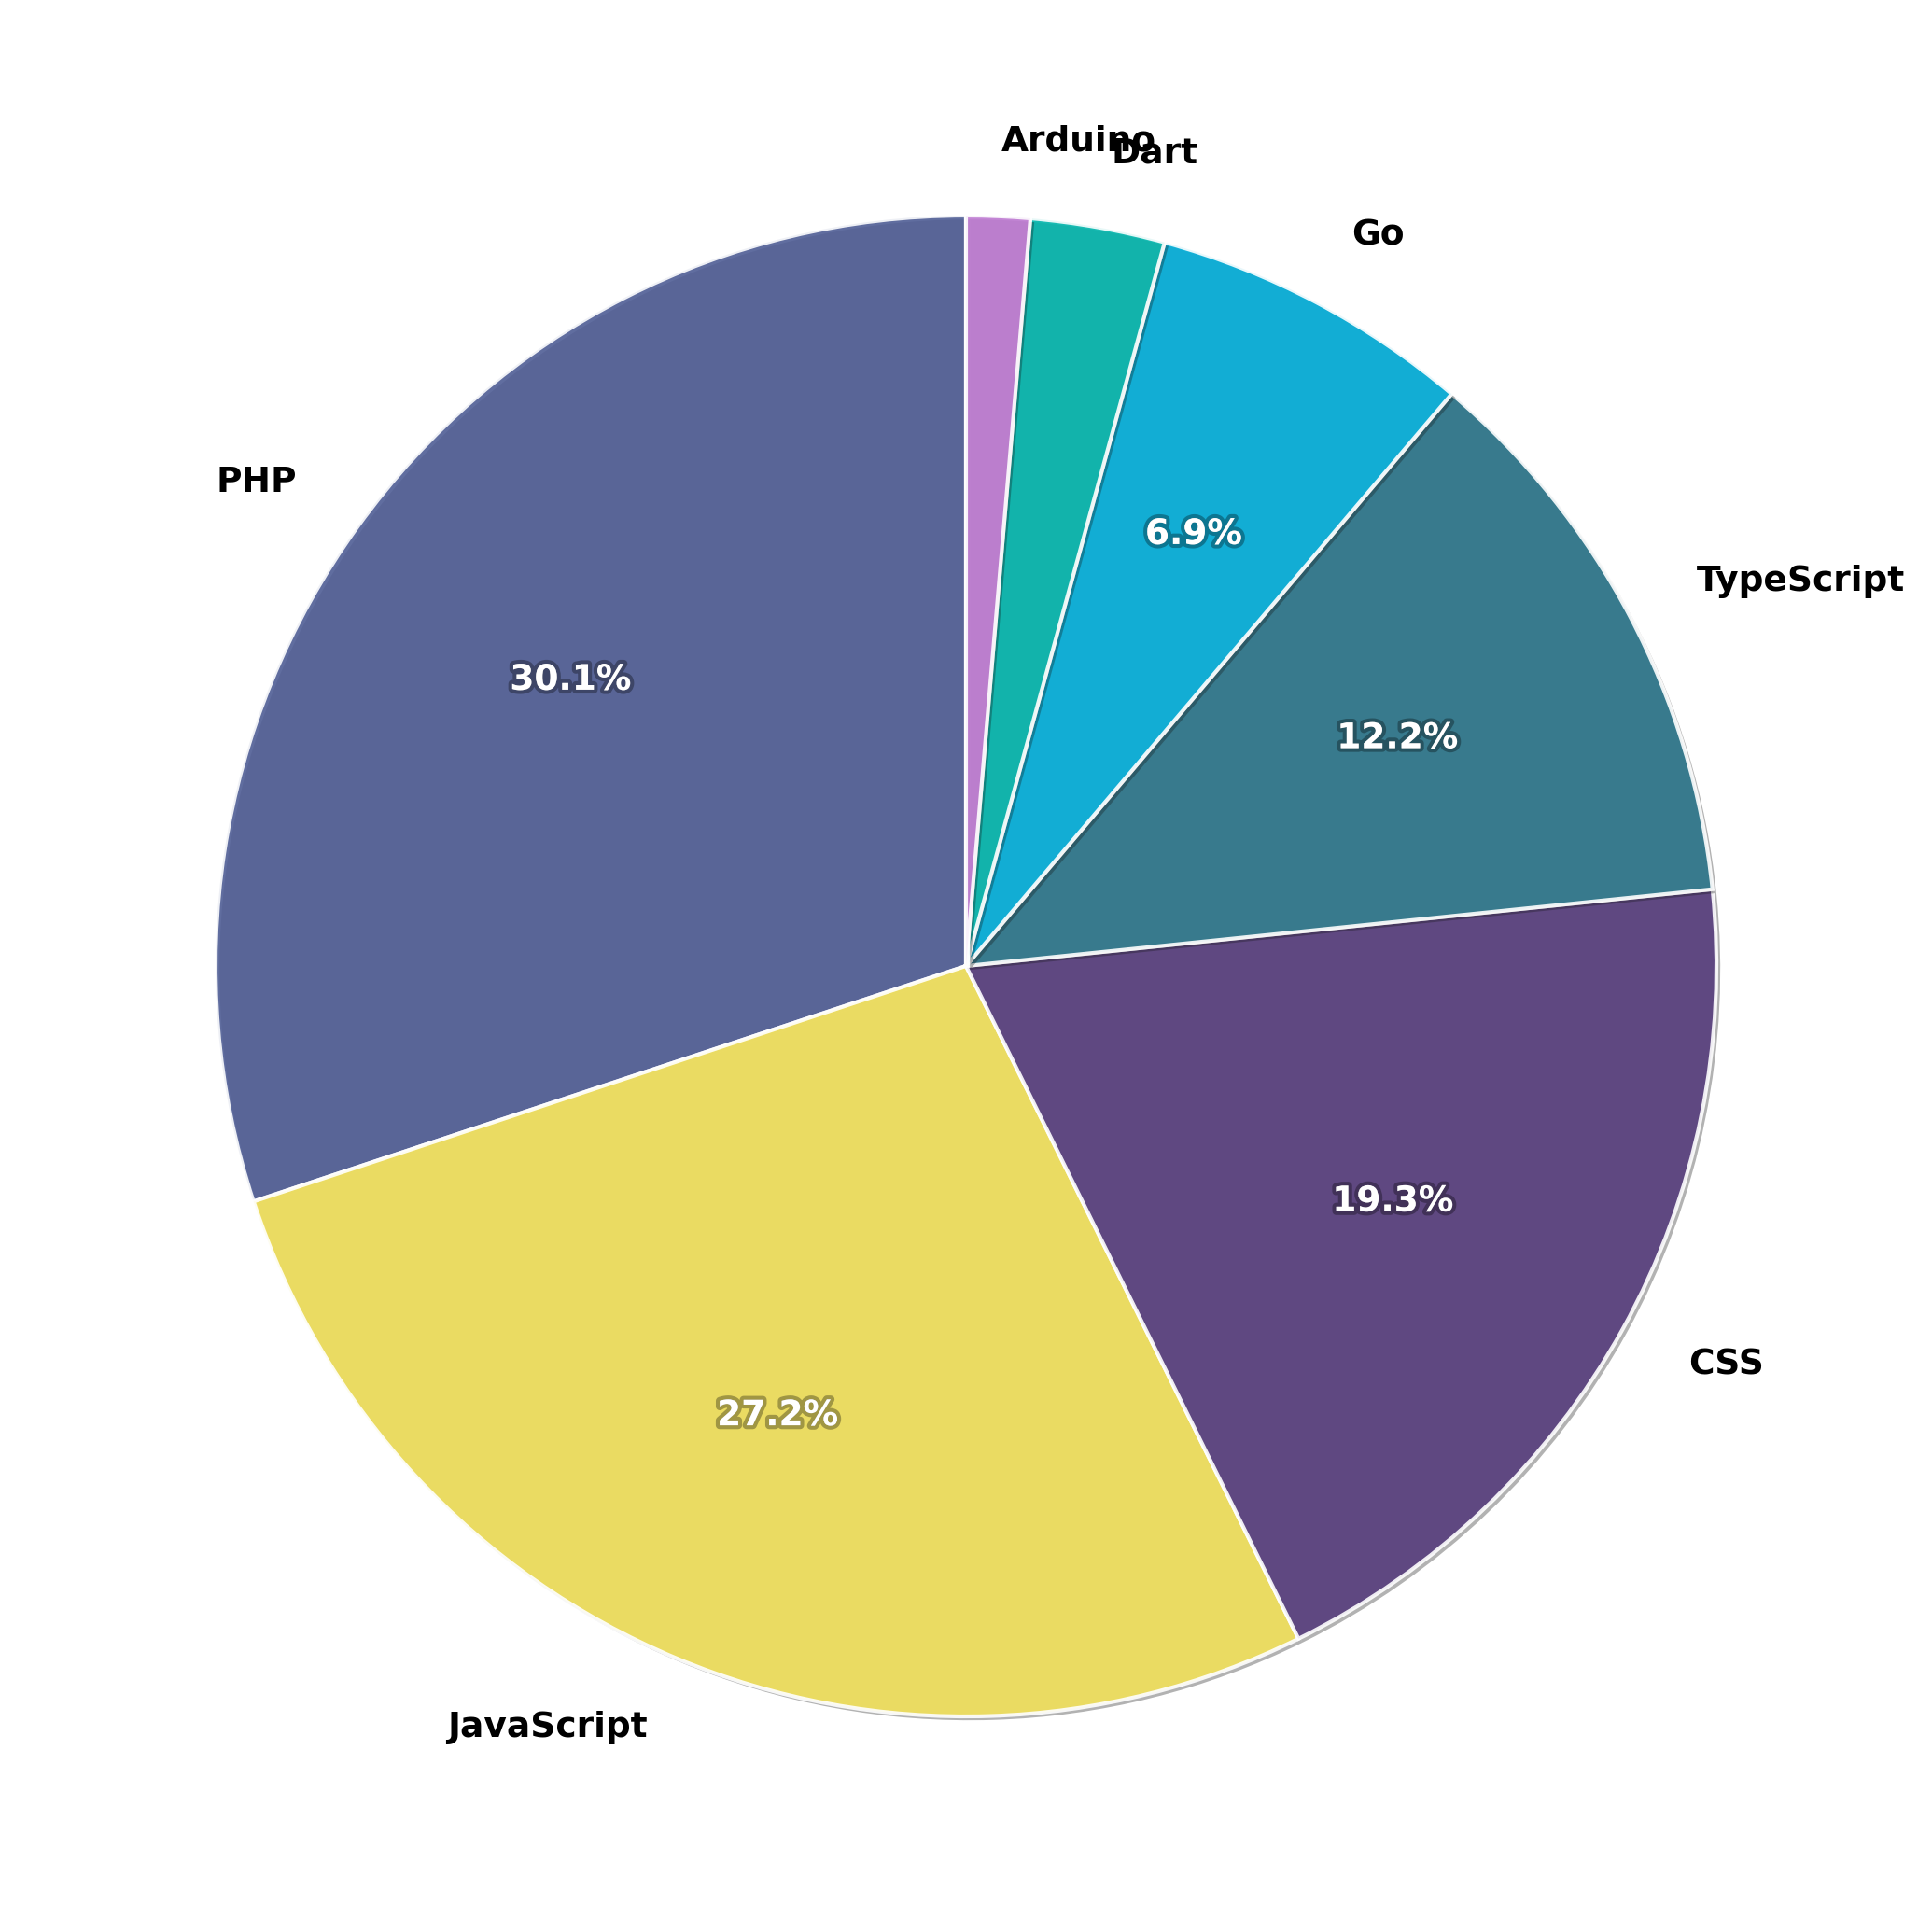 Arduino
Dart
Go
PHP
TypeScript
6.9%
30.1%
12.2%
19.3%
CSS
27.2%
JavaScript